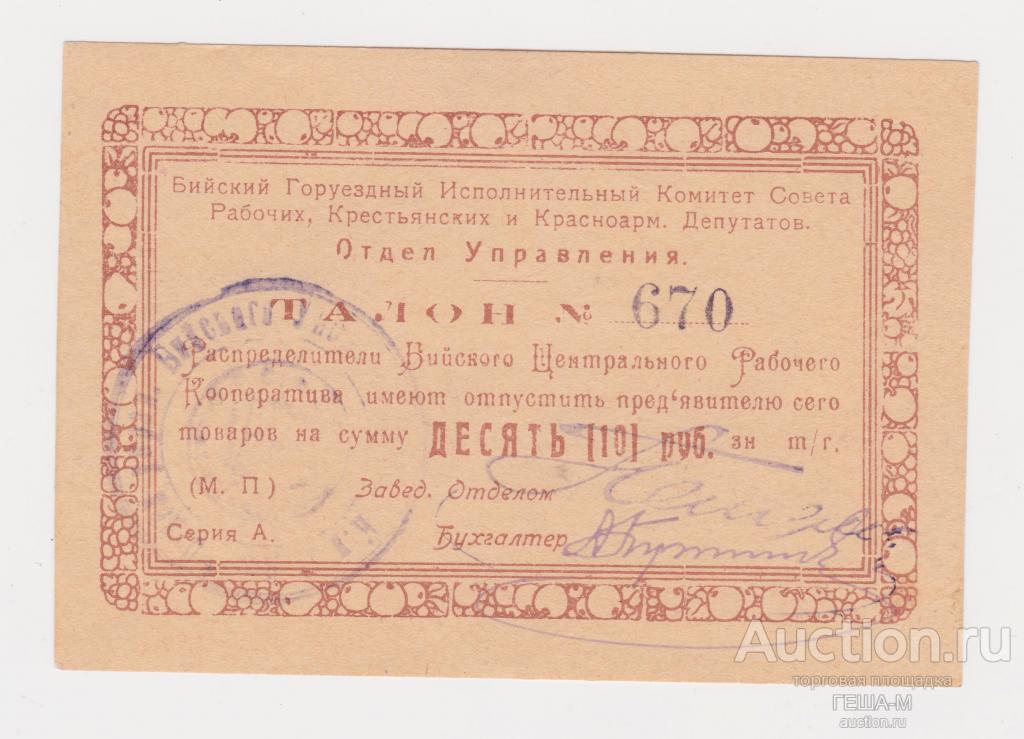 Бийский Горуездный Исполнительный Комитет Совета
Рабочих, Крестьянских и Красноарм. Депутатов.
Отдел Управления.
ТАЛОН № 670
Распределители Бийского Центрального Рабочего
Кооператива имеют отпустить пред'явителю сего
товаров на сумму ДЕСЯТЬ [10] руб. зн т/г.
(М. П) Завед. Отделом
Серия А. Бухгалтер
Бийского
Auction.ru
торговая площадка
ГЕША-М
auction.ru